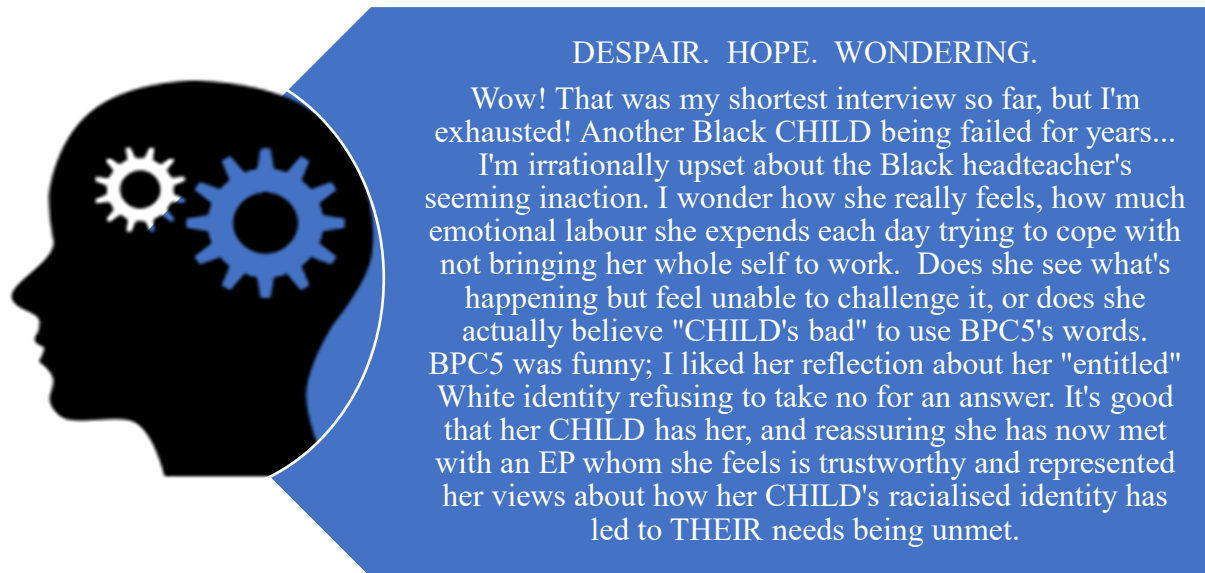 DESPAIR.  HOPE.  WONDERING.
Wow! That was my shortest interview so far, but I'm
exhausted! Another Black CHILD being failed for years...
I'm irrationally upset about the Black headteacher's
seeming inaction. I wonder how she really feels, how much
emotional labour she expends each day trying to cope with
not bringing her whole self to work.  Does she see what's
happening but feel unable to challenge it, or does she
actually believe "CHILD's bad" to use BPC5's words.
BPC5 was funny; I liked her reflection about her "entitled"
White identity refusing to take no for an answer. It's good
that her CHILD has her, and reassuring she has now met
with an EP whom she feels is trustworthy and represented
her views about how her CHILD's racialised identity has
led to THEIR needs being unmet.